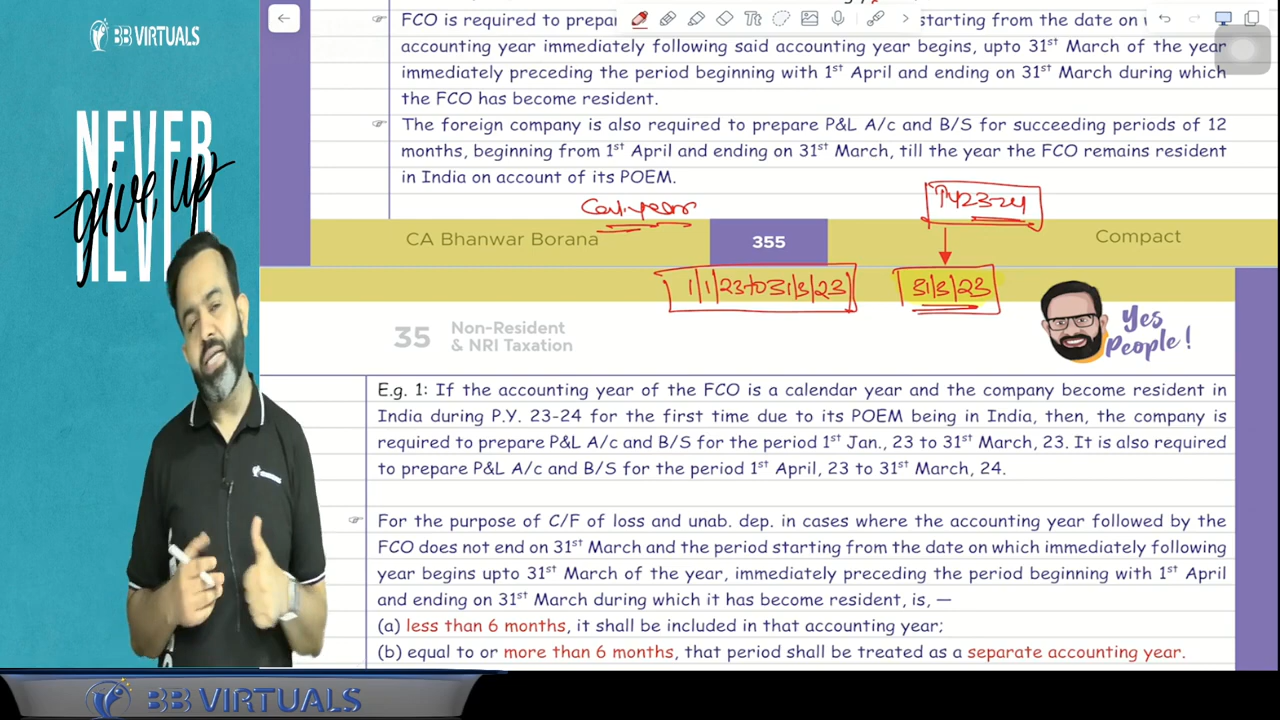 BB VIRTUALS
NEVER
give up
NEVER
FCO is required to prepar
starting from the date on
accounting year immediately following said accounting year begins, upto 31st March of the year
immediately preceding the period beginning with 1st April and ending on 31st March during which
the FCO has become resident.
The foreign company is also required to prepare P&L A/c and B/S for succeeding periods of 12
months, beginning from 1st April and ending on 31st March, till the year the FCO remains resident
in India on account of its POEM.
Cal. year
PY 23-24
CA Bhanwar Borana
355
Compact
1/1/23 to 31/3/23
31/3/23
35
Non-Resident
& NRI Taxation
Yes
People!
E.g. 1: If the accounting year of the FCO is a calendar year and the company become resident in
India during P.Y. 23-24 for the first time due to its POEM being in India, then, the company is
required to prepare P&L A/c and B/S for the period 1st Jan., 23 to 31st March, 23. It is also required
to prepare P&L A/c and B/S for the period 1st April, 23 to 31st March, 24.
For the purpose of C/F of loss and unab. dep. in cases where the accounting year followed by the
FCO does not end on 31st March and the period starting from the date on which immediately following
year begins upto 31st March of the year, immediately preceding the period beginning with 1st April
and ending on 31st March during which it has become resident, is, —
(a) less than 6 months, it shall be included in that accounting year;
(b) equal to or more than 6 months, that period shall be treated as a separate accounting year.
BB VIRTUALS